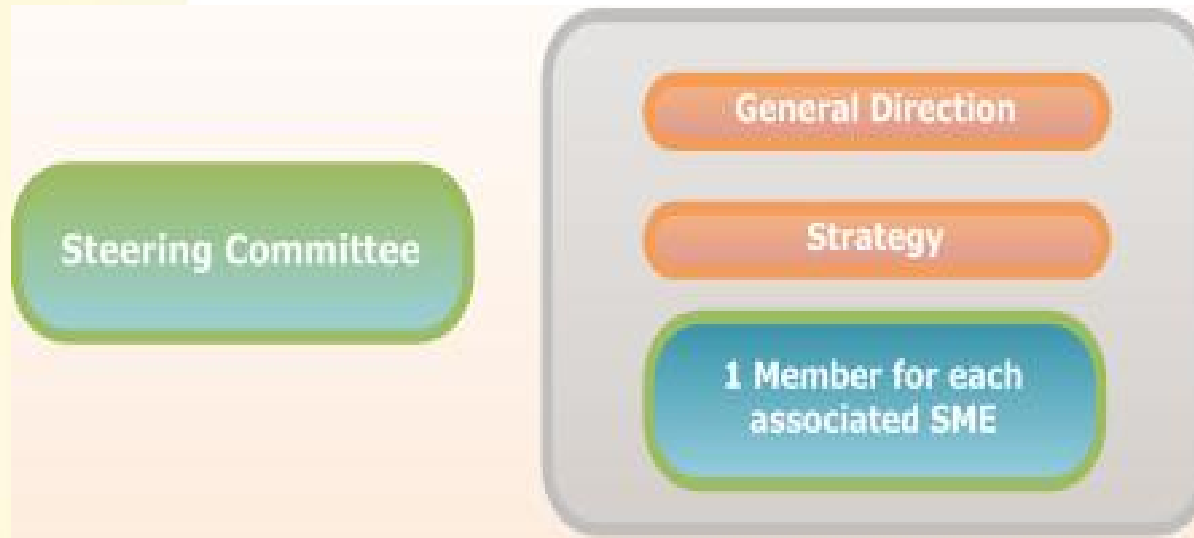 Steering Committee
General Direction
Strategy
1 Member for each
associated SME